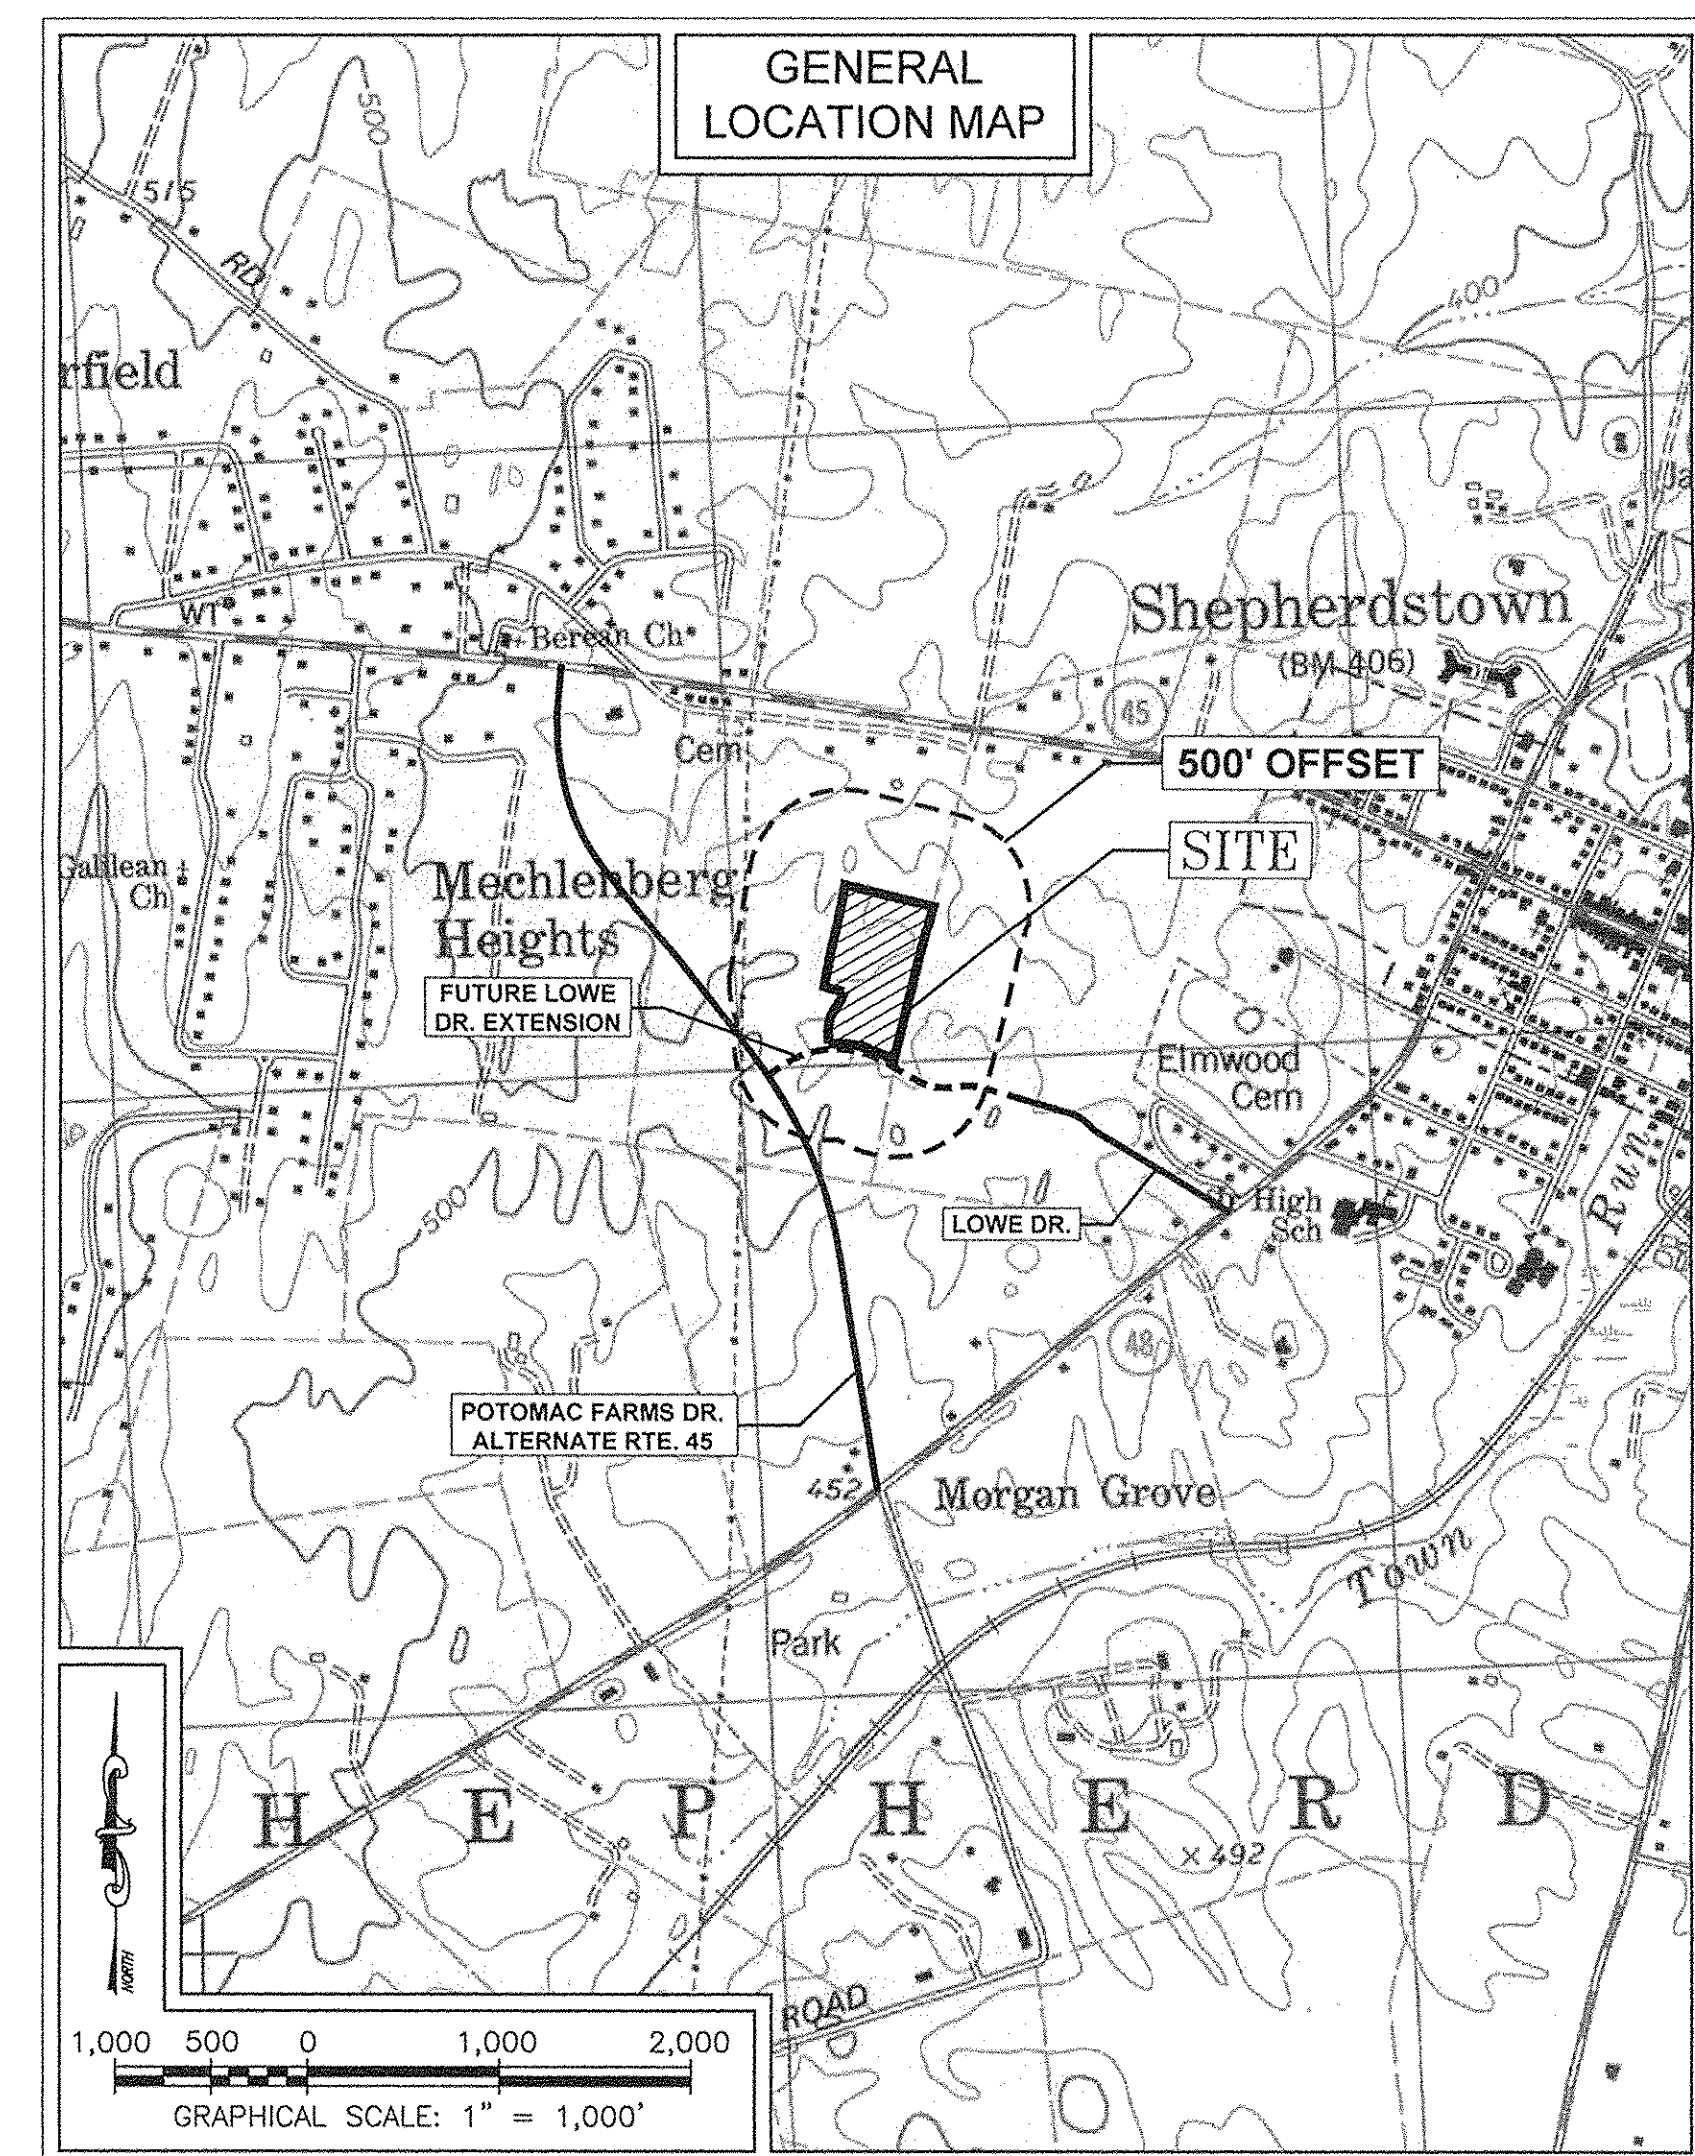 GENERAL
LOCATION MAP
500
515
RD
400
rfield
Shepherdstown
(BM 406)
WT
Berean Ch
45
Cem
500' OFFSET
SITE
Galilean
Ch
Mechlenberg
Heights
FUTURE LOWE
DR. EXTENSION
Elmwood
Cem
500
LOWE DR.
Jr High
Sch
Run
48
POTOMAC FARMS DR.
ALTERNATE RTE. 45
452
Morgan Grove
Town
Park
H E P H E R D
x 492
NORTH
ROAD
1,000 500 0 1,000 2,000
GRAPHICAL SCALE: 1" = 1,000'